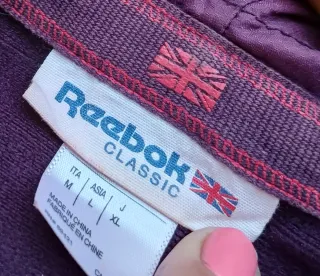 Reebok
CLASSIC
ITA ASIA J
M L XL
MADE IN CHINA
FABRIQUÉ EN CHINE